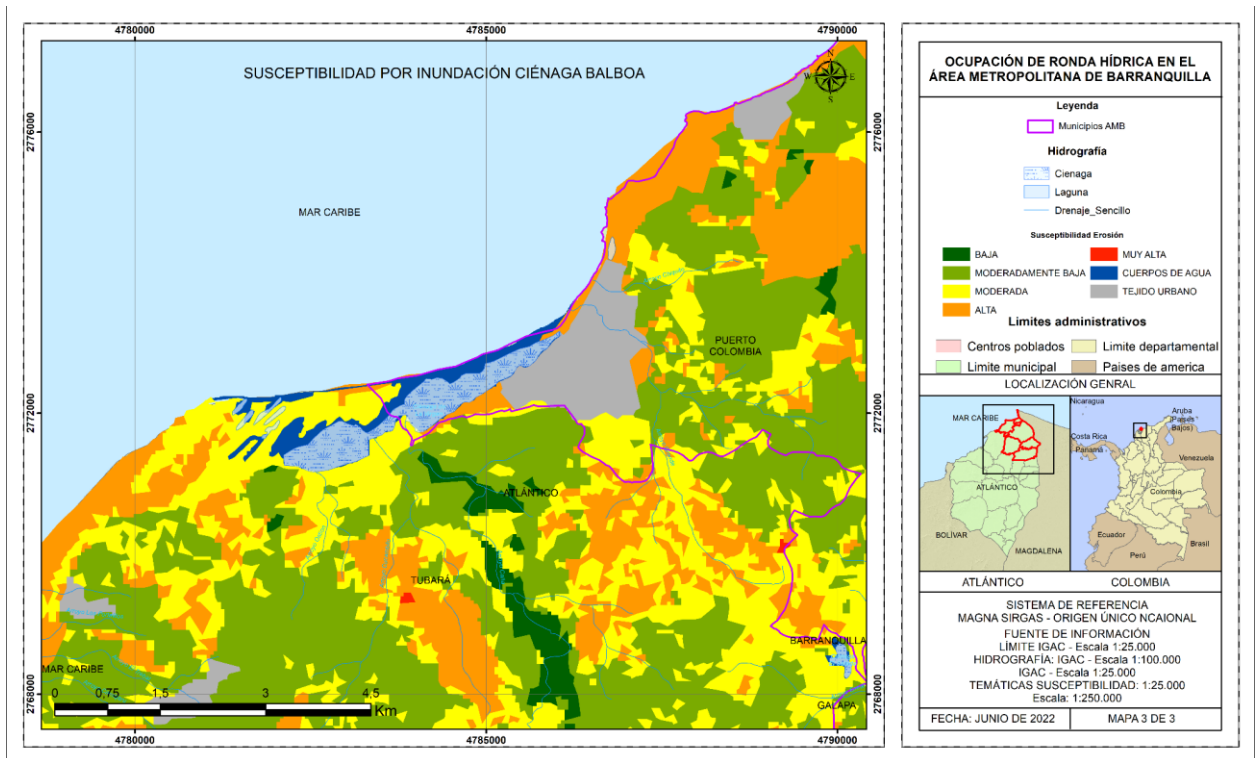 4780000
4785000
4790000
SUSCEPTIBILIDAD POR INUNDACIÓN CIÉNAGA BALBOA
N
W
E
S
2776000
2776000
MAR CARIBE
PUERTO
COLOMBIA
2772000
2772000
ATLÁNTICO
TUBARÁ
BARRANQUILLA
MAR CARIBE
2768000
2768000
GALAPA
0
0,75
1,5
3
4,5
Km
4780000
4785000
4790000
OCUPACIÓN DE RONDA HÍDRICA EN EL
ÁREA METROPOLITANA DE BARRANQUILLA
Leyenda
Municipios AMB
Hidrografía
Cienaga
Laguna
Drenaje_Sencillo
Susceptibilidad Erosión
BAJA
MUY ALTA
MODERADAMENTE BAJA
CUERPOS DE AGUA
MODERADA
TEJIDO URBANO
ALTA
Limites administrativos
Centros poblados
Limite departamental
Limite municipal
Paises de america
LOCALIZACIÓN GENRAL
MAR CARIBE
ATLÁNTICO
BOLÍVAR
MAGDALENA
Nicaragua
Aruba
(Países
Bajos)
Costa Rica
Panamá
Venezuela
Colombia
Ecuador
Perú
Brasil
ATLÁNTICO
COLOMBIA
SISTEMA DE REFERENCIA
MAGNA SIRGAS - ORIGEN ÚNICO NCAIONAL
FUENTE DE INFORMACIÓN
LÍMITE IGAC - Escala 1:25.000
HIDROGRAFÍA: IGAC - Escala 1:100.000
IGAC - Escala 1:25.000
TEMÁTICAS SUSCEPTIBILIDAD: 1:25.000
Escala: 1:250.000
FECHA: JUNIO DE 2022
MAPA 3 DE 3